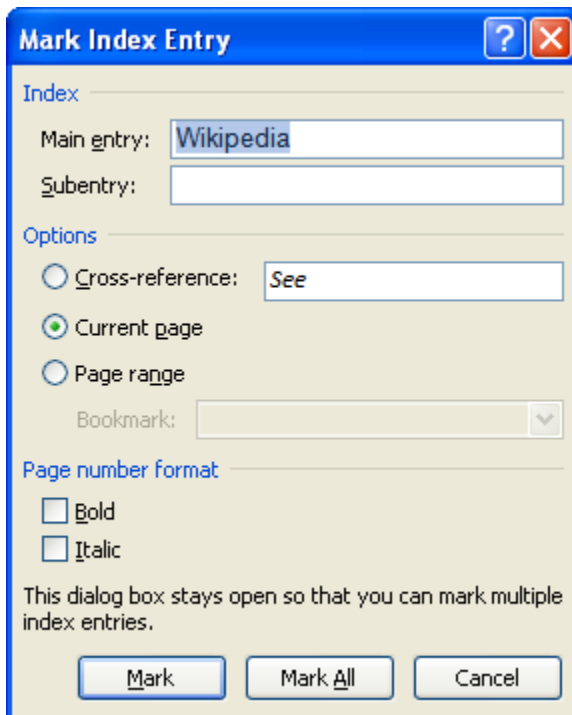 Mark Index Entry
Index
Main entry: Wikipedia
Subentry:
Options
Cross-reference: See
Current page
Page range
Bookmark:
Page number format
Bold
Italic
This dialog box stays open so that you can mark multiple
index entries.
Mark Mark All Cancel